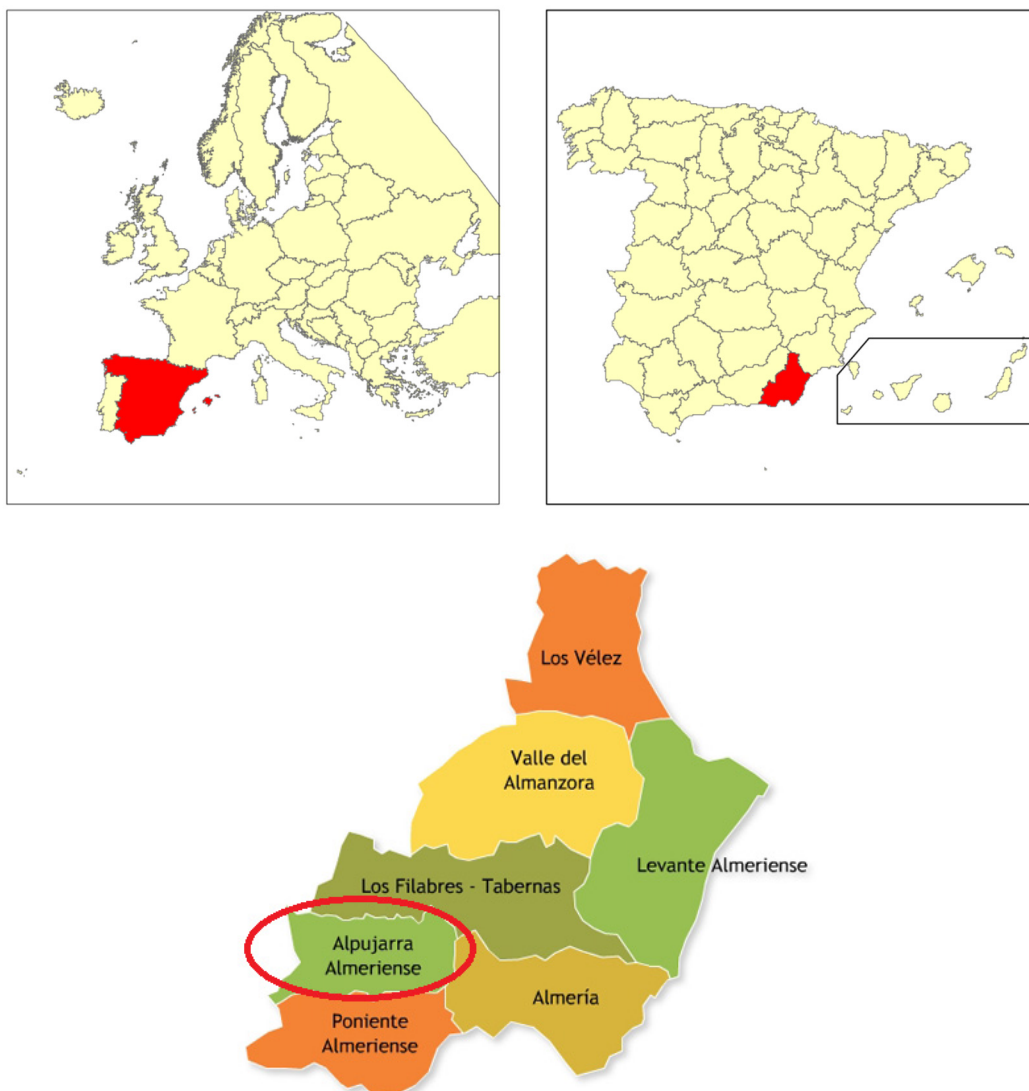 Los Vélez
Valle del
Almanzora
Levante Almeriense
Los Filabres - Tabernas
Alpujarra
Almeriense
Almería
Poniente
Almeriense